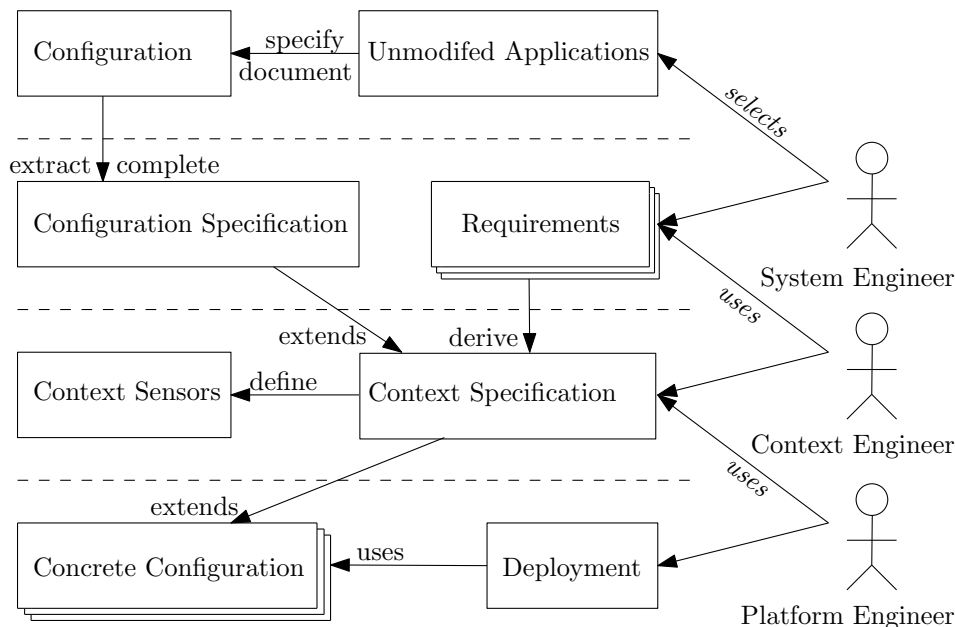 Configuration
specify
document
Unmodifed Applications
selects
extract complete
Configuration Specification
Requirements
System Engineer
uses
extends
derive
Context Sensors
define
Context Specification
Context Engineer
uses
extends
Concrete Configuration
uses
Deployment
Platform Engineer